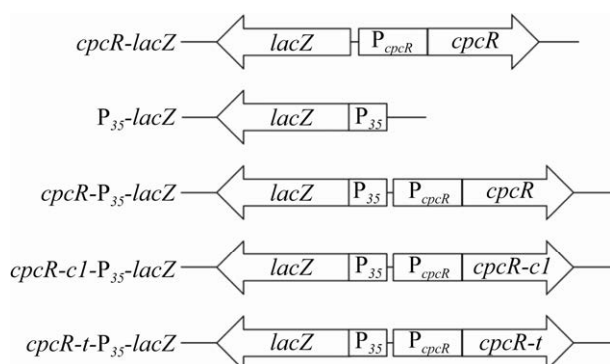 cpcR-lacZ lacZ PcpcR cpcR
P35-lacZ lacZ P35
cpcR-P35-lacZ lacZ P35 PcpcR cpcR
cpcR-c1-P35-lacZ lacZ P35 PcpcR cpcR-c1
cpcR-t-P35-lacZ lacZ P35 PcpcR cpcR-t